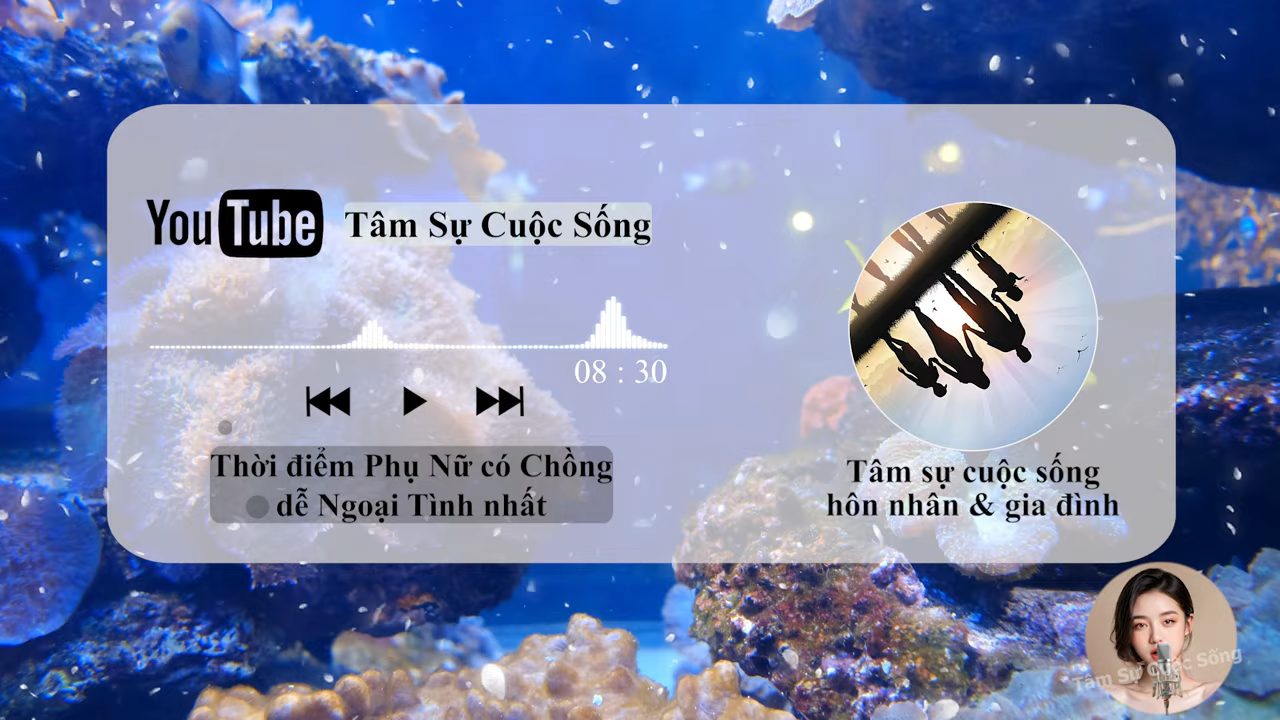 YouTube
Tâm Sự Cuộc Sống
08 : 30
Thời điểm Phụ Nữ có Chồng
dễ Ngoại Tình nhất
Tâm sự cuộc sống
hôn nhân & gia đình
Tâm Sự Cuộc Sống